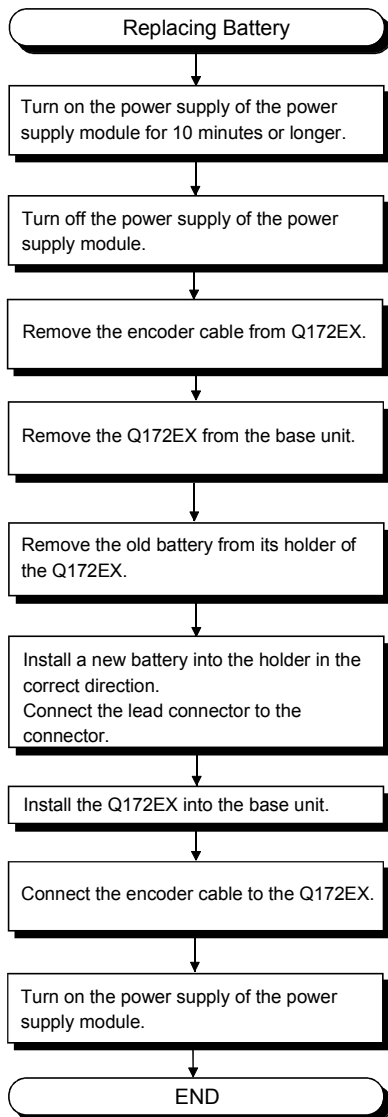 Replacing Battery
Turn on the power supply of the power
supply module for 10 minutes or longer.
Turn off the power supply of the power
supply module.
Remove the encoder cable from Q172EX.
Remove the Q172EX from the base unit.
Remove the old battery from its holder of
the Q172EX.
Install a new battery into the holder in the
correct direction.
Connect the lead connector to the
connector.
Install the Q172EX into the base unit.
Connect the encoder cable to the Q172EX.
Turn on the power supply of the power
supply module.
END